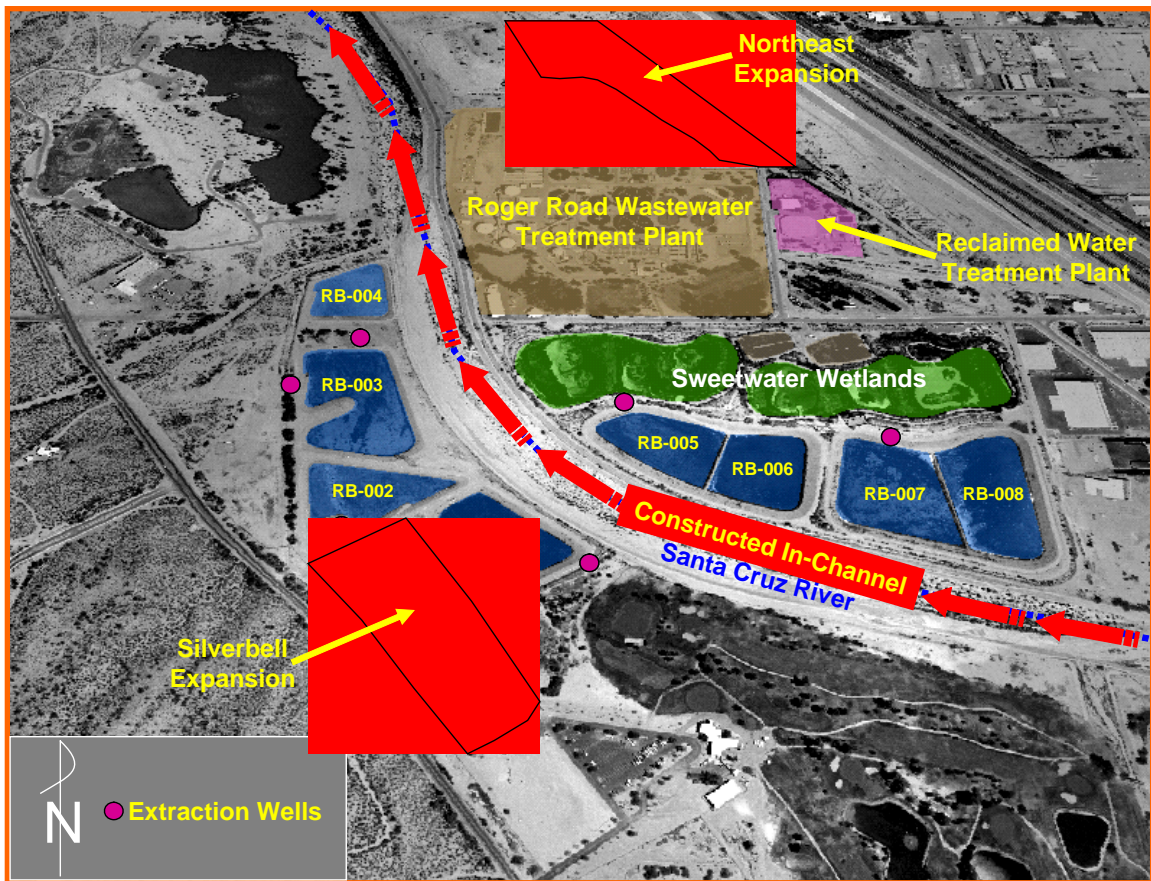 Northeast
Expansion
Roger Road Wastewater
Treatment Plant
Reclaimed Water
Treatment Plant
RB-004
RB-003
Sweetwater Wetlands
RB-005
RB-006
RB-002
RB-007
RB-008
Constructed In-Channel
Santa Cruz River
Silverbell
Expansion
N
Extraction Wells